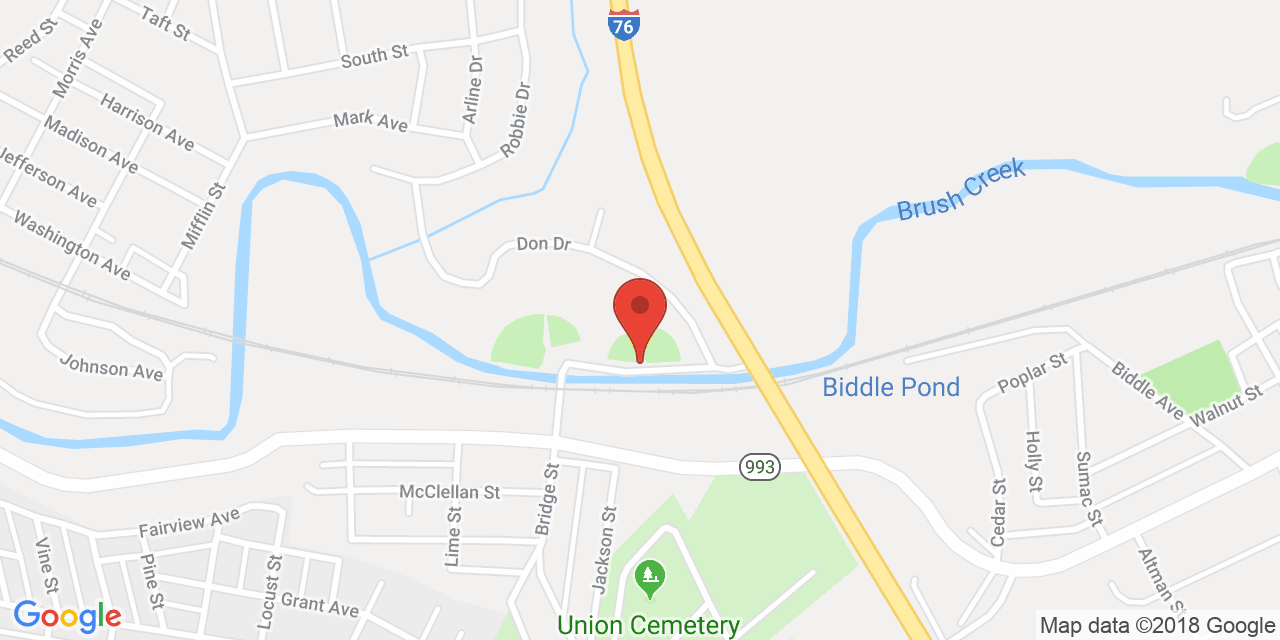 76
Taft St
Reed St
Morris Ave
South St
Arline Dr
Robbie Dr
Harrison Ave
Mark Ave
Madison Ave
Jefferson Ave
Mifflin St
Washington Ave
Brush Creek
Don Dr
Johnson Ave
Biddle Pond
Poplar St
Biddle Ave
Walnut St
Holly St
Sumac St
993
McClellan St
Bridge St
Lime St
Jackson St
Cedar St
Fairview Ave
Vine St
Pine St
Locust St
Grant Ave
Altman St
Union Cemetery
Google
Map data ©2018 Google